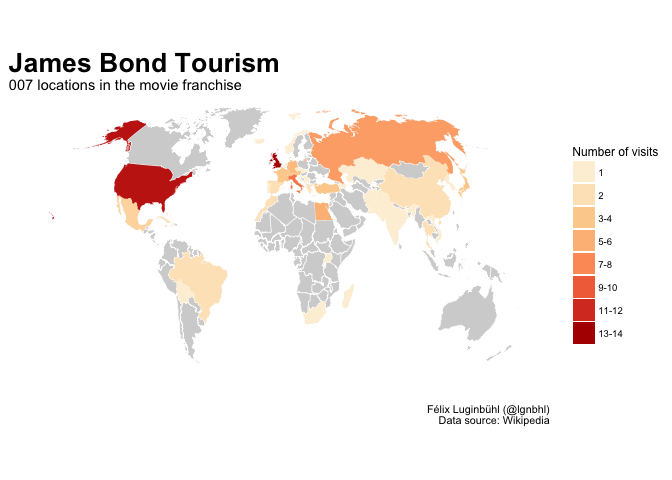 James Bond Tourism
007 locations in the movie franchise
Number of visits
1
2
3-4
5-6
7-8
9-10
11-12
13-14
Félix Luginbühl (@lgnbhl)
Data source: Wikipedia